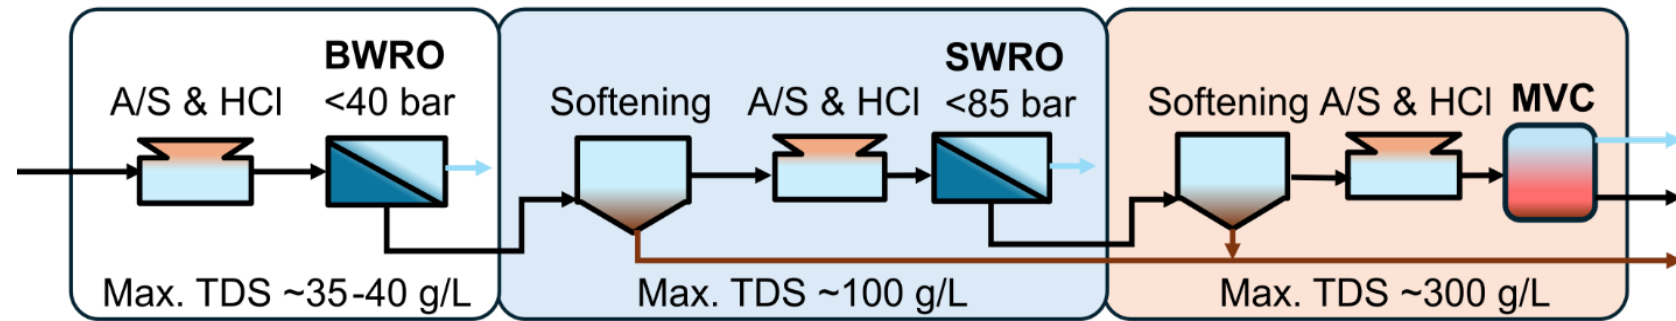 BWRO
A/S & HCl
<40 bar
Max. TDS ~35-40 g/L
Softening
A/S & HCl
SWRO
<85 bar
Max. TDS ~100 g/L
Softening
A/S & HCl
MVC
Max. TDS ~300 g/L